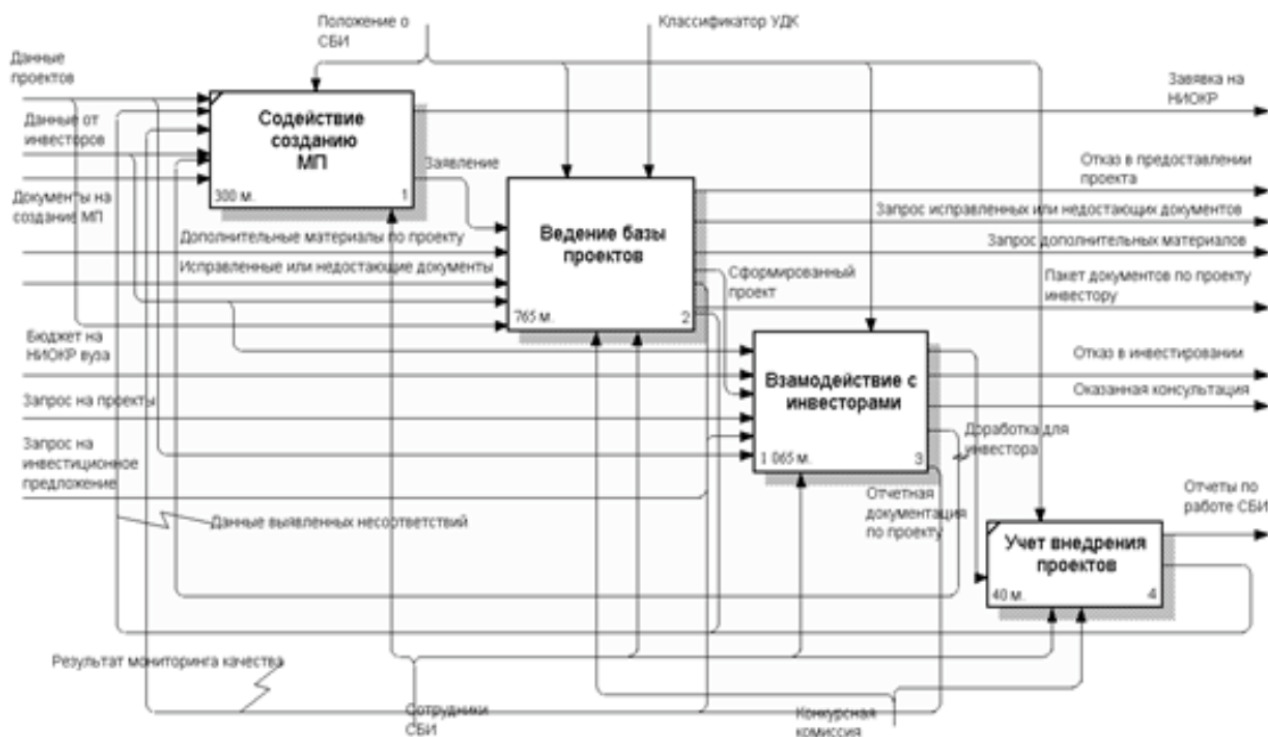 Положение о
СБИ
Классификатор УДК
Данные
проектов
Завявка на
НИОКР
Содействие
созданию
МП
300 м.
1
Данные от
инвесторов
Заявление
Отказ в предоставлении
проекта
Документы на
создание МП
Запрос исправленных или недостающих документов
Дополнительные материалы по проекту
Ведение базы
проектов
765 м.
2
Запрос дополнительных материалов
Исправленные или недостающие документы
Сформированный
проект
Пакет документов по проекту
инвестору
Бюджет на
НИОКР вуза
Взамодействие с
инвесторами
1 065 м.
3
Отказ в инвестировании
Оказанная консультация
Запрос на проекты
Доработка для
инвестора
Запрос на
инвестиционное
предложение
Отчетная
документация
по проекту
Отчеты по
работе СБИ
Данные выявленных несоответствий
Учет внедрения
проектов
40 м.
4
Результат мониторинга качества
Сотрудники
СБИ
Конкурсная
комиссия